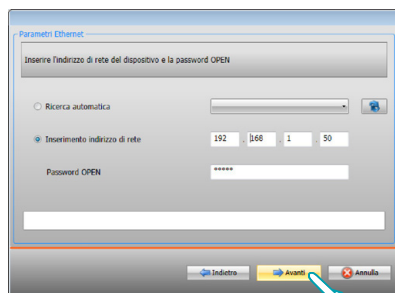 Parametri Ethernet
Inserire l'indirizzo di rete del dispositivo e la password OPEN
Ricerca automatica
Inserimento indirizzo di rete 192 . 168 . 1 . 50
Password OPEN *****
Indietro Avanti Annulla